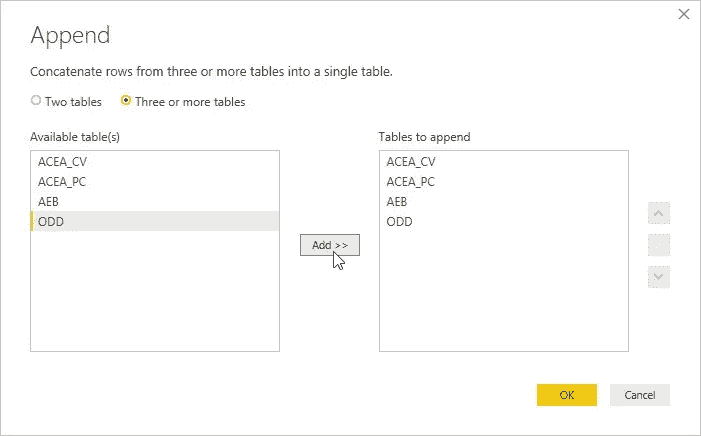 Append
Concatenate rows from three or more tables into a single table.
Two tables Three or more tables
Available table(s)
ACEA_CV
ACEA_PC
AEB
ODD
Add >>
Tables to append
ACEA_CV
ACEA_PC
AEB
ODD
OK Cancel